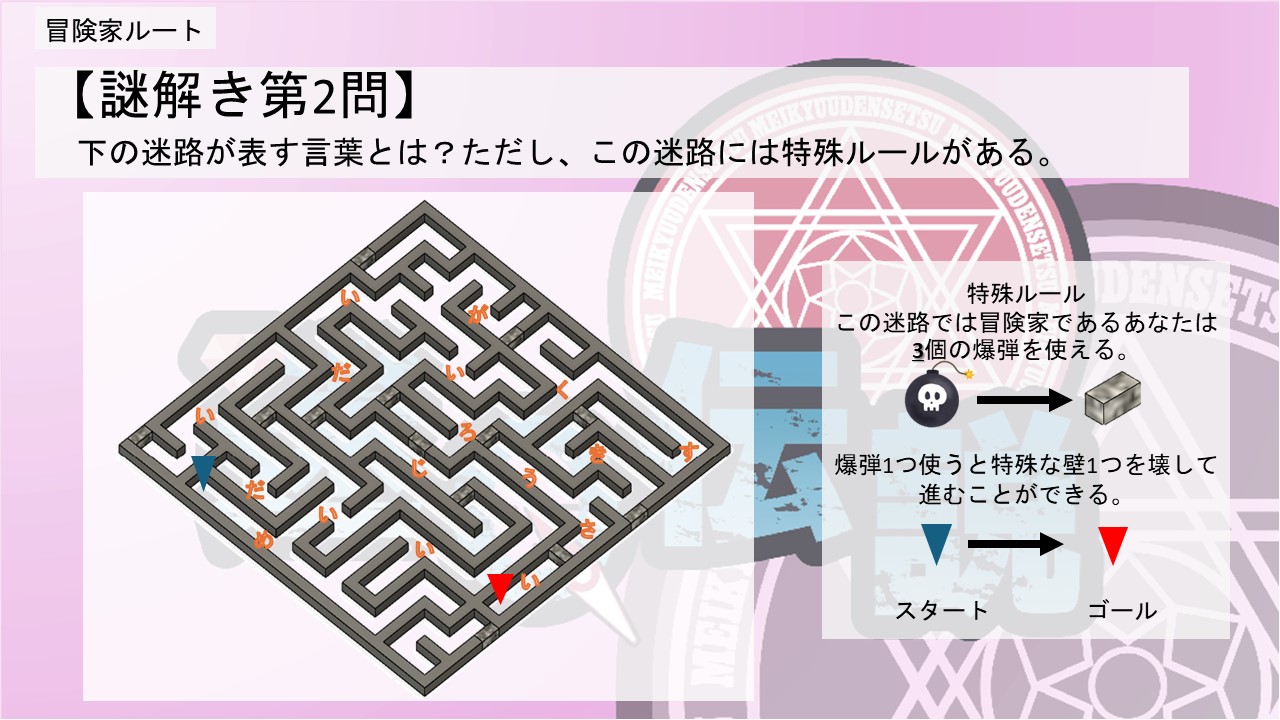 冒険家ルート
【謎解き第2問】
下の迷路が表す言葉とは？ただし、この迷路には特殊ルールがある。
MEIKYUUDENSETSU MEIKYUUDENSETSU
い
が
だ
い
く
い
ろ
き
す
じ
う
だ
い
さ
め
い
い
特殊ルール
この迷路では冒険家であるあなたは
3個の爆弾を使える。
爆弾1つ使うと特殊な壁1つを壊して
進むことができる。
スタート
ゴール
伝説